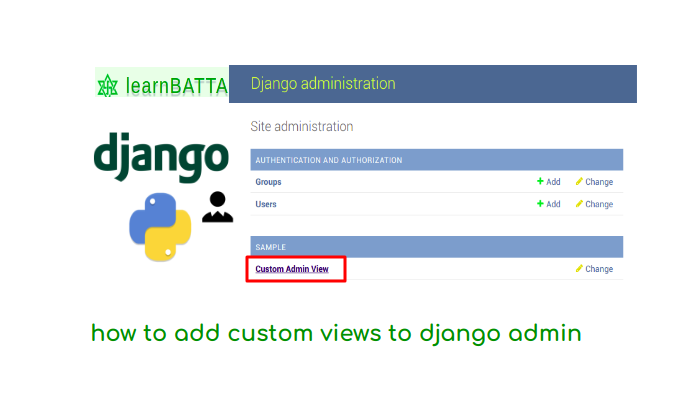 learnBATTA
Django administration
Site administration
django
AUTHENTICATION AND AUTHORIZATION
Groups Add Change
Users Add Change
SAMPLE
Custom Admin View Change
how to add custom views to django admin